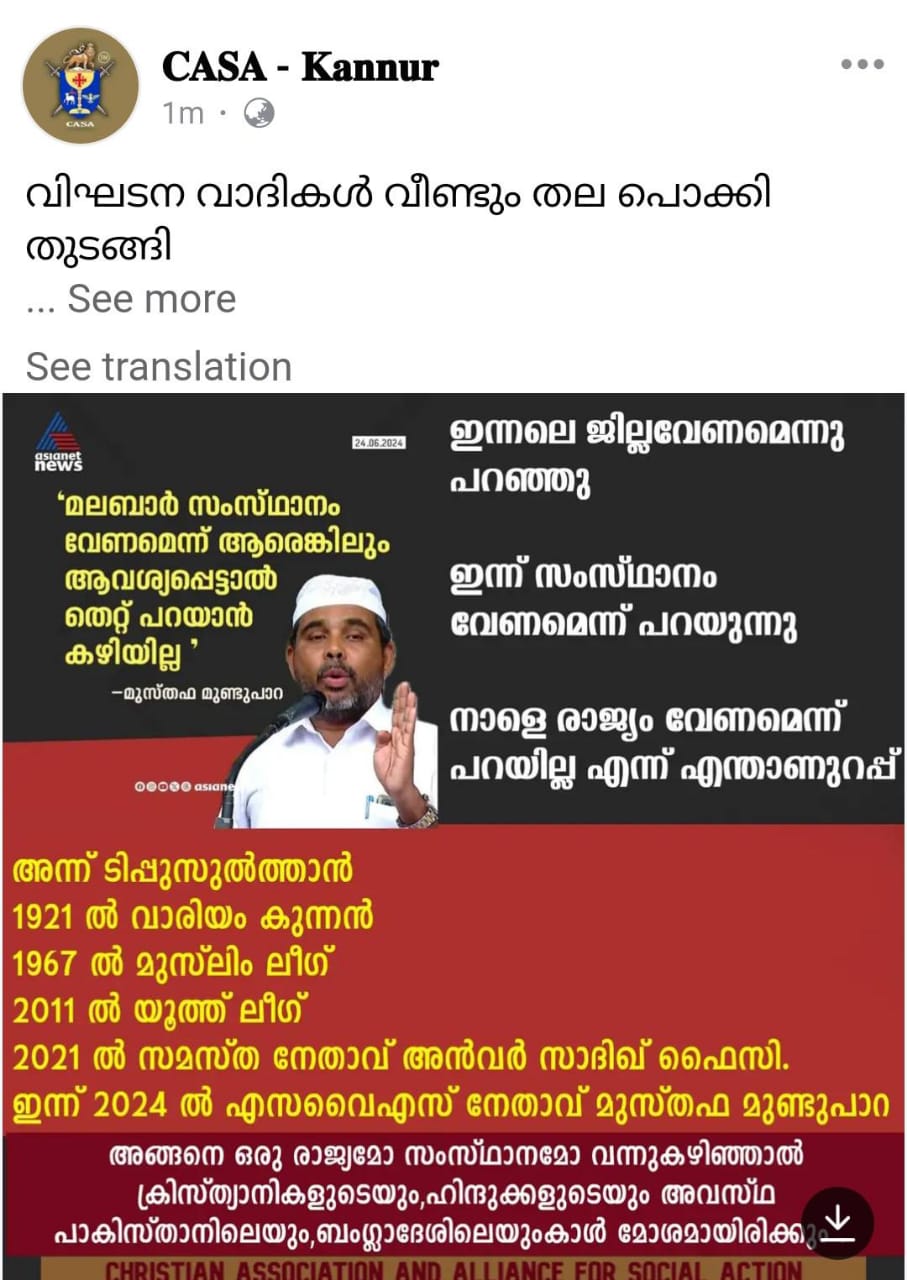 CASA
CASA - Kannur
1m ·
വിഘടന വാദികൾ വീണ്ടും തല പൊക്കി
തുടങ്ങി
... See more
See translation
asianet
news
24.06.2024
‘മലബാർ സംസ്ഥാനം
വേണമെന്ന് ആരെങ്കിലും
ആവശ്യപ്പെട്ടാൽ
തെറ്റ് പറയാൻ
കഴിയില്ല ’
–മുസ്തഫ മുണ്ടുപാറ
asiane
ഇന്നലെ ജില്ലവേണമെന്നു
പറഞ്ഞു
ഇന്ന് സംസ്ഥാനം
വേണമെന്ന് പറയുന്നു
നാളെ രാജ്യം വേണമെന്ന്
പറയില്ല എന്ന് എന്താണുറപ്പ്
അന്ന് ടിപ്പുസുൽത്താൻ
1921 ൽ വാരിയം കുന്നൻ
1967 ൽ മുസ്ലിം ലീഗ്
2011 ൽ യൂത്ത് ലീഗ്
2021 ൽ സമസ്ത നേതാവ് അൻവർ സാദിഖ് ഫൈസി.
ഇന്ന് 2024 ൽ എസവൈഎസ് നേതാവ് മുസ്തഫ മുണ്ടുപാറ
അങ്ങനെ ഒരു രാജ്യമോ സംസ്ഥാനമോ വന്നുകഴിഞ്ഞാൽ
ക്രിസ്ത്യാനികളുടെയും,ഹിന്ദുക്കളുടെയും അവസ്ഥ
പാകിസ്താനിലെയും,ബംഗ്ലാദേശിലെയുംകാൾ മോശമായിരിക്കും
CHRISTIAN ASSOCIATION AND ALLIANCE FOR SOCIAL ACTION